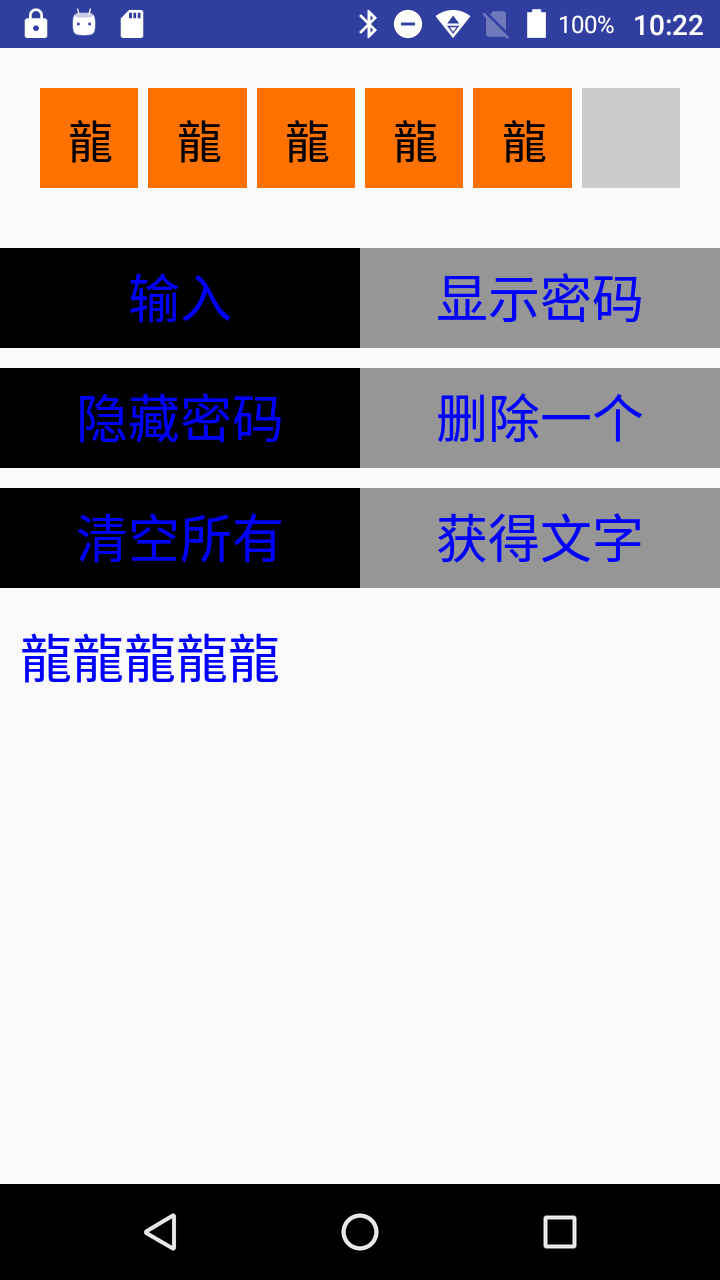 100% 10:22
龍 龍 龍 龍 龍
输入 显示密码
隐藏密码 删除一个
清空所有 获得文字
龍龍龍龍龍